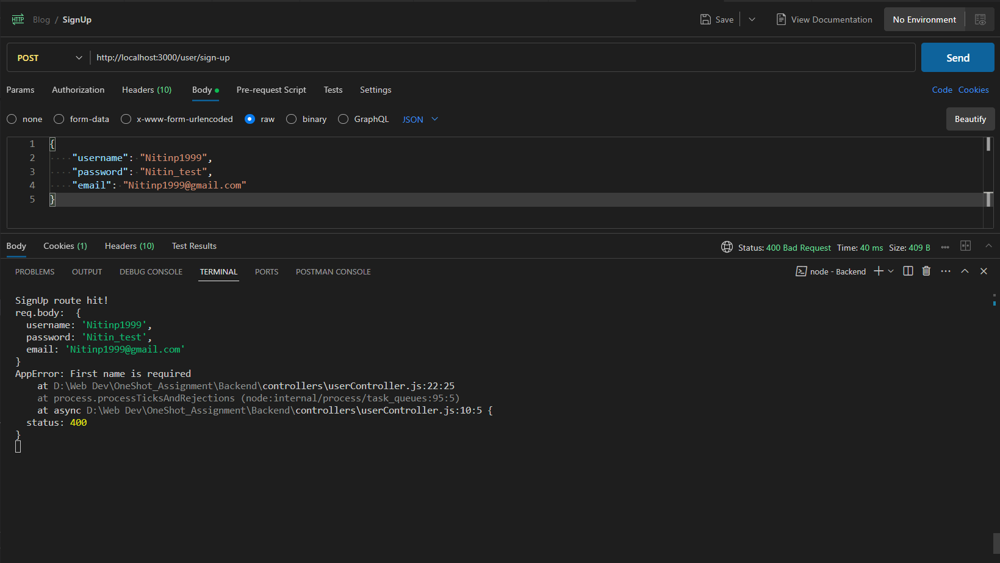 HTTP Blog / SignUp Save View Documentation No Environment
POST http://localhost:3000/user/sign-up Send
Params Authorization Headers (10) Body Pre-request Script Tests Settings Code Cookies
none form-data x-www-form-urlencoded raw binary GraphQL JSON Beautify
1 {
2 "username": "Nitinp1999",
3 "password": "Nitin_test",
4 "email": "Nitinp1999@gmail.com"
5 }
Body Cookies (1) Headers (10) Test Results Status: 400 Bad Request Time: 40 ms Size: 409 B
PROBLEMS OUTPUT DEBUG CONSOLE TERMINAL PORTS POSTMAN CONSOLE node - Backend
SignUp route hit!
req.body: {
username: 'Nitinp1999',
password: 'Nitin_test',
email: 'Nitinp1999@gmail.com'
}
AppError: First name is required
at D:\Web Dev\OneShot_Assignment\Backend\controllers\userController.js:22:25
at process.processTicksAndRejections (node:internal/process/task_queues:95:5)
at async D:\Web Dev\OneShot_Assignment\Backend\controllers\userController.js:10:5 {
status: 400
}